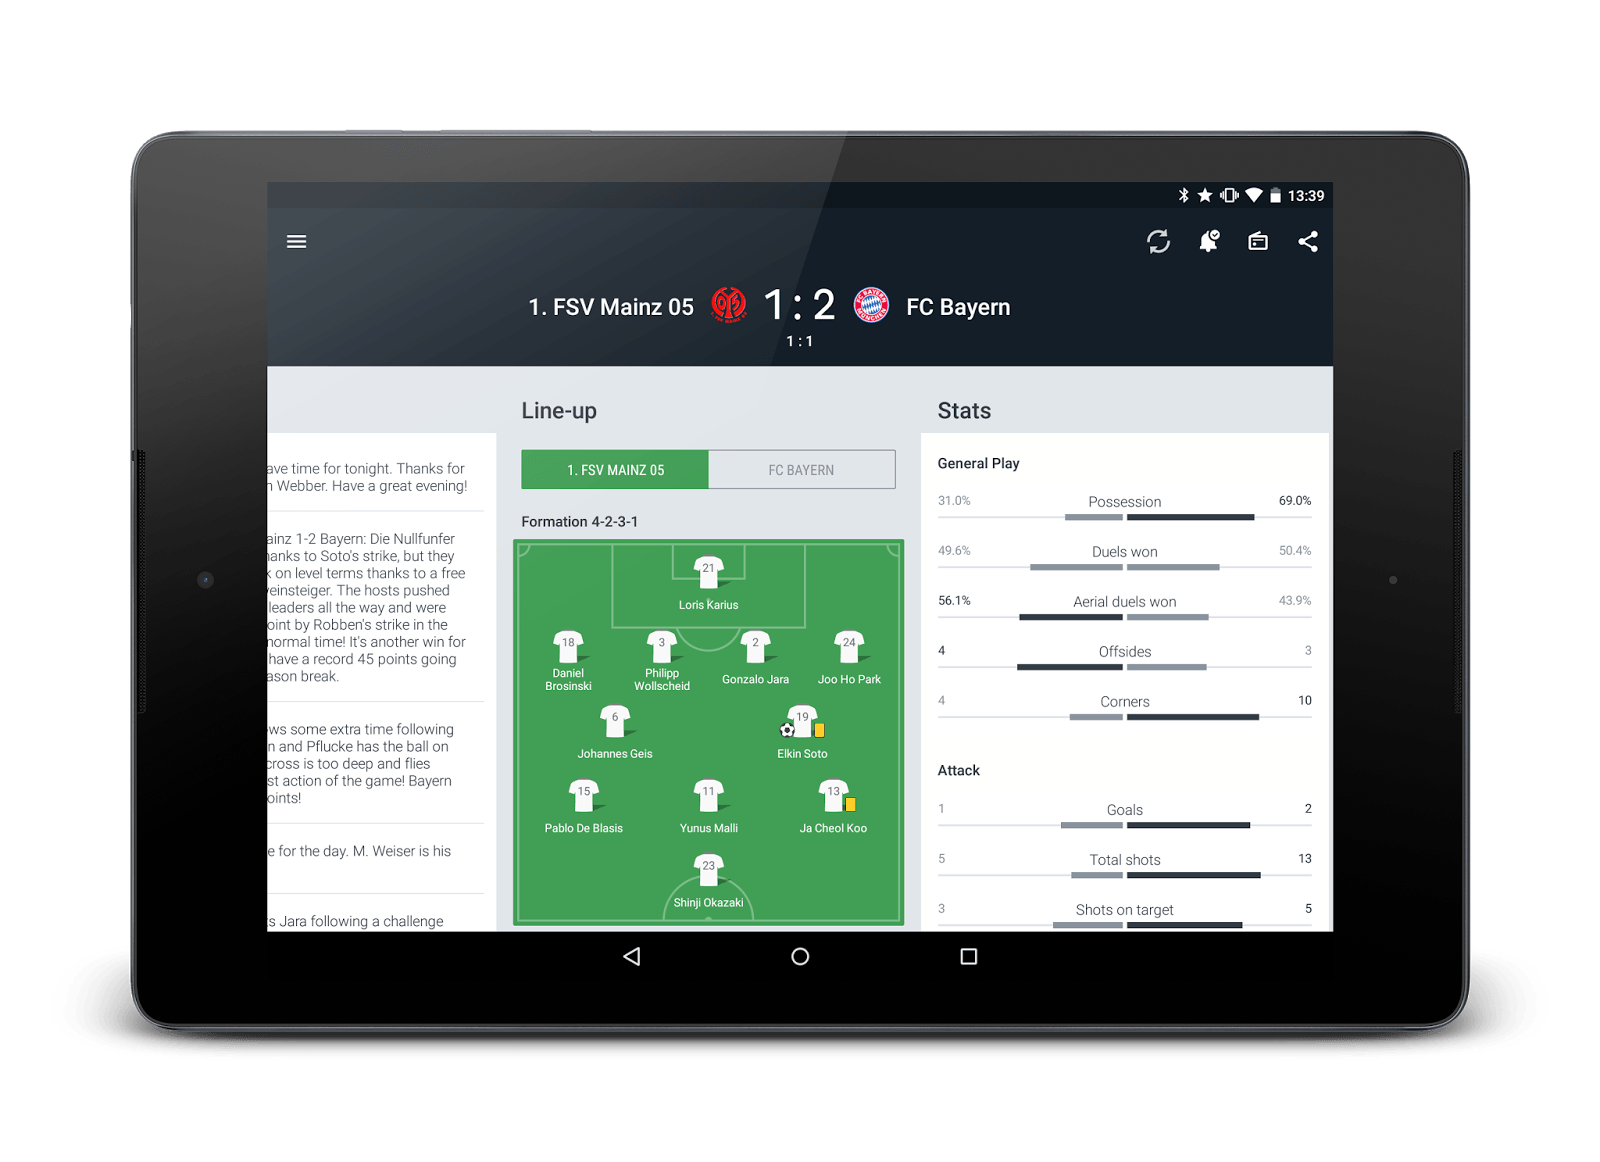 13:39
1. FSV Mainz 05 1:2 FC Bayern
1:1
Line-up
Stats
ave time for tonight. Thanks for
n Webber. Have a great evening!
ainz 1-2 Bayern: Die Nullfunfer
hanks to Soto's strike, but they
k on level terms thanks to a free
veinsteiger. The hosts pushed
leaders all the way and were
oint by Robben's strike in the
normal time! It's another win for
have a record 45 points going
ason break.
ows some extra time following
n and Pflucke has the ball on
cross is too deep and flies
st action of the game! Bayern
oints!
e for the day. M. Weiser is his
s Jara following a challenge
1. FSV MAINZ 05 FC BAYERN
Formation 4-2-3-1
21
Loris Karius
18 3 2 24
Daniel Brosinski
Philipp Wollscheid
Gonzalo Jara
Joo Ho Park
6 19
Johannes Geis Elkin Soto
15 11 13
Pablo De Blasis Yunus Malli Ja Cheol Koo
23
Shinji Okazaki
General Play
31.0% Possession 69.0%
49.6% Duels won 50.4%
56.1% Aerial duels won 43.9%
4 Offsides 3
4 Corners 10
Attack
1 Goals 2
5 Total shots 13
3 Shots on target 5